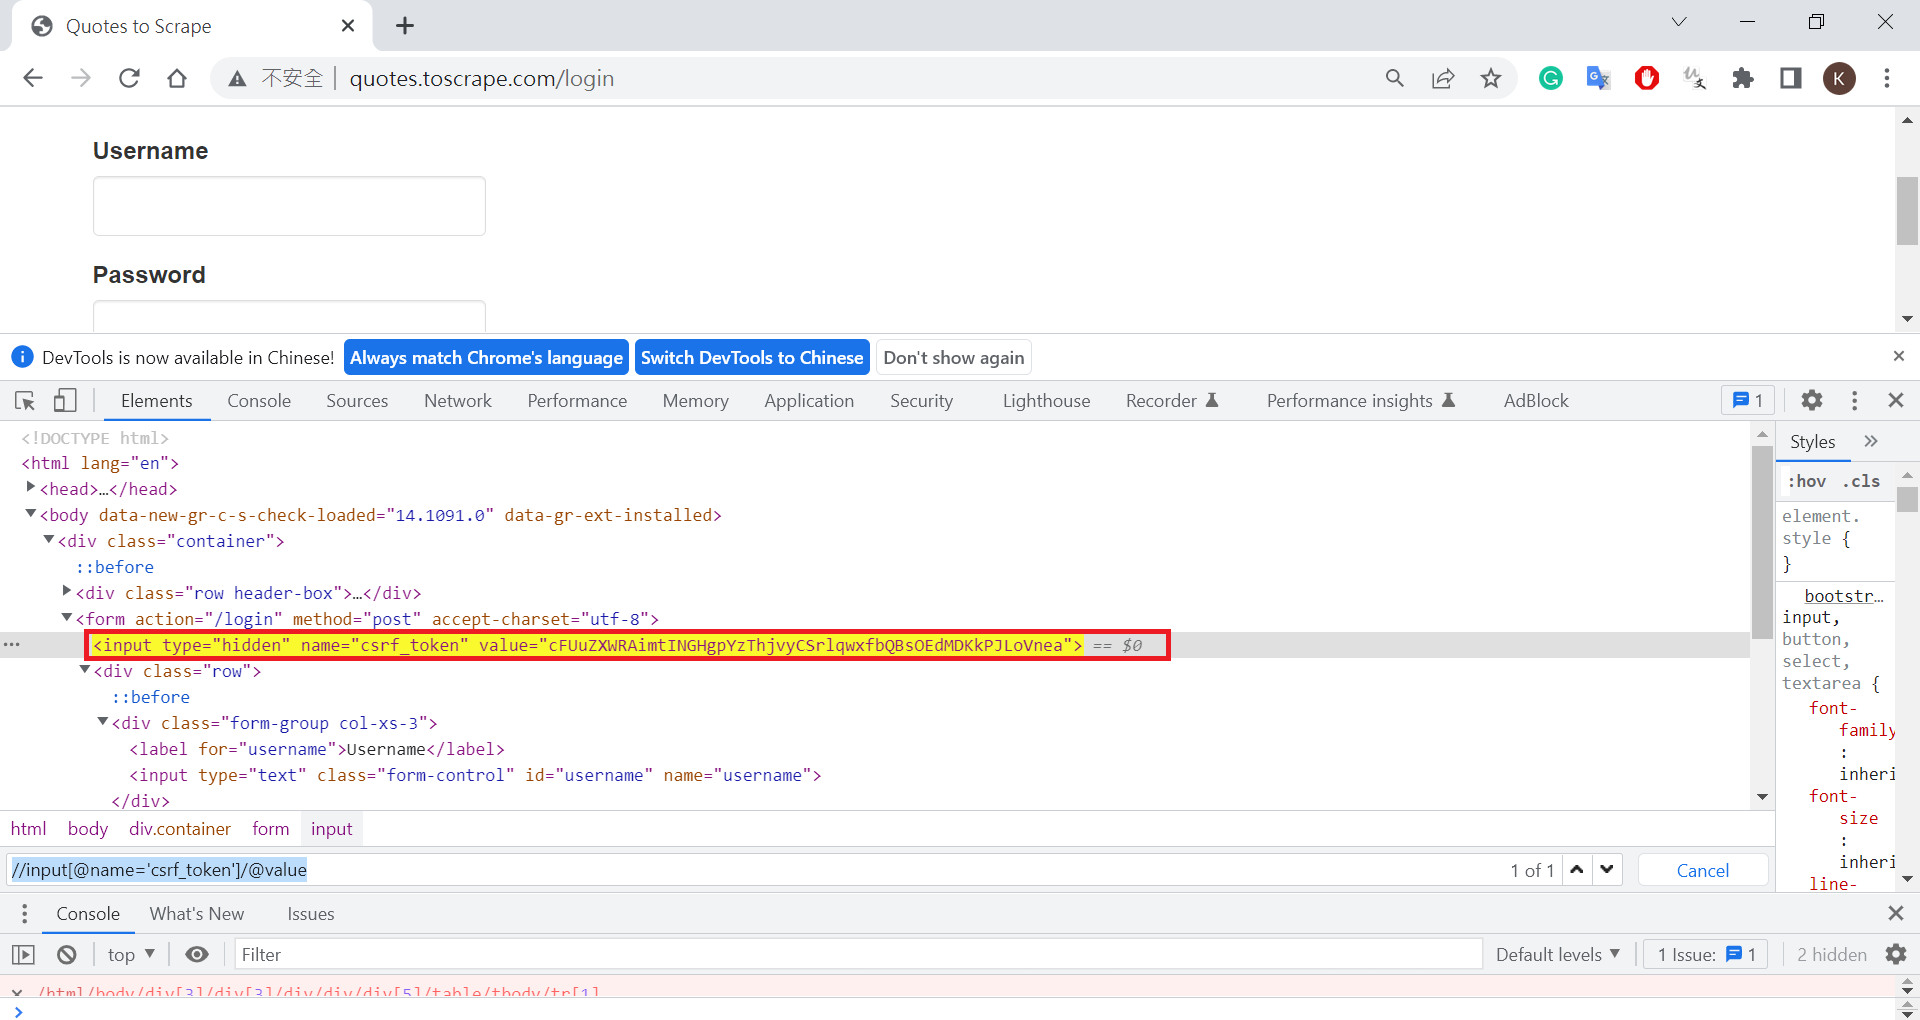 Quotes to Scrape
不安全 | quotes.toscrape.com/login
K
Username
Password
DevTools is now available in Chinese! Always match Chrome's language Switch DevTools to Chinese Don't show again
Elements Console Sources Network Performance Memory Application Security Lighthouse Recorder Performance insights AdBlock 1
<!DOCTYPE html>
<html lang="en">
<head>…</head>
<body data-new-gr-c-s-check-loaded="14.1091.0" data-gr-ext-installed>
<div class="container">
::before
<div class="row header-box">…</div>
<form action="/login" method="post" accept-charset="utf-8">
<input type="hidden" name="csrf_token" value="cFUuZXWRAimtINGHgpYzThjvyCSrlqwxfbQBsOEdMDKkPJLoVnea"> == $0
<div class="row">
::before
<div class="form-group col-xs-3">
<label for="username">Username</label>
<input type="text" class="form-control" id="username" name="username">
</div>
Styles
:hov .cls
element.
style {
}
bootstr…
input,
button,
select,
textarea {
font-
family
:
inheri
font-
size
:
inheri
line-
html body div.container form input
//input[@name='csrf_token']/@value 1 of 1 Cancel
Console What's New Issues
top Filter Default levels 1 Issue: 1 2 hidden
/html/body/div[3]/div[3]/div/div/div[5]/table/tbody/tr[1]